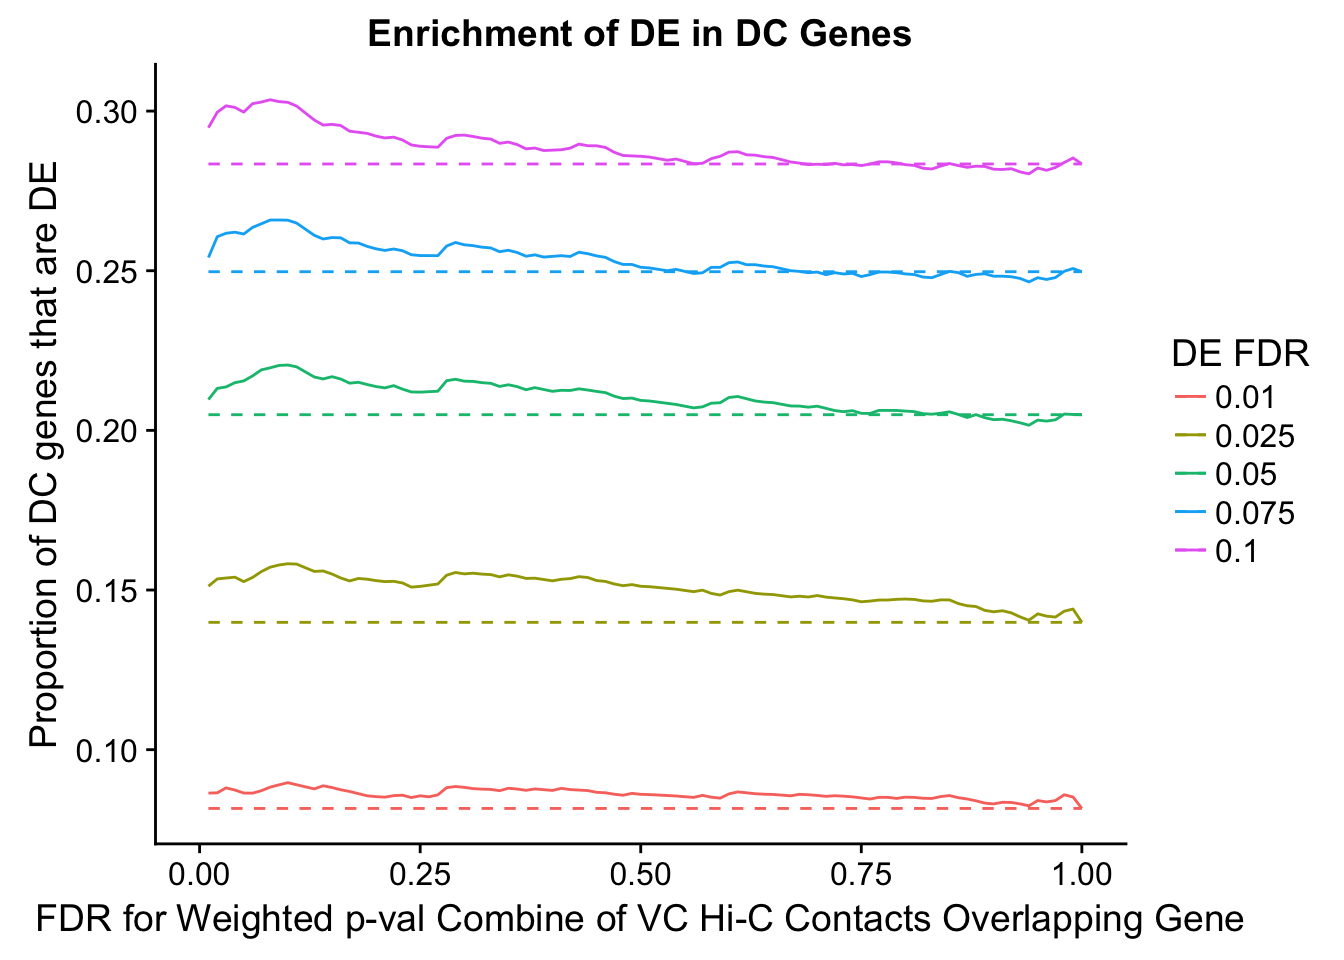 Enrichment of DE in DC Genes
Proportion of DC genes that are DE
0.30
0.25
0.20
0.15
0.10
0.00 0.25 0.50 0.75 1.00
FDR for Weighted p-val Combine of VC Hi-C Contacts Overlapping Gene
DE FDR
0.01
0.025
0.05
0.075
0.1